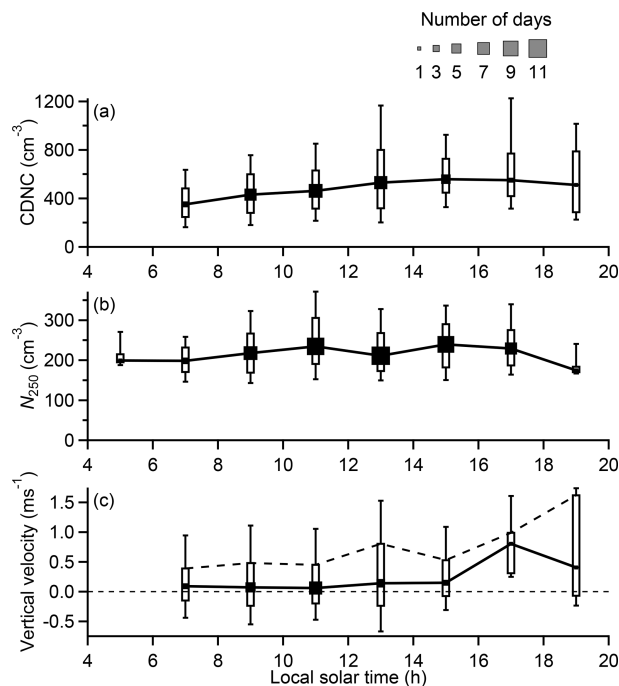 Number of days
1 3 5 7 9 11
(a)
CDNC (cm⁻³)
1200
800
400
0
4 6 8 10 12 14 16 18 20
(b)
N₂₅₀ (cm⁻³)
300
200
100
0
4 6 8 10 12 14 16 18 20
(c)
Vertical velocity (ms⁻¹)
1.5
1.0
0.5
0.0
-0.5
4 6 8 10 12 14 16 18 20
Local solar time (h)